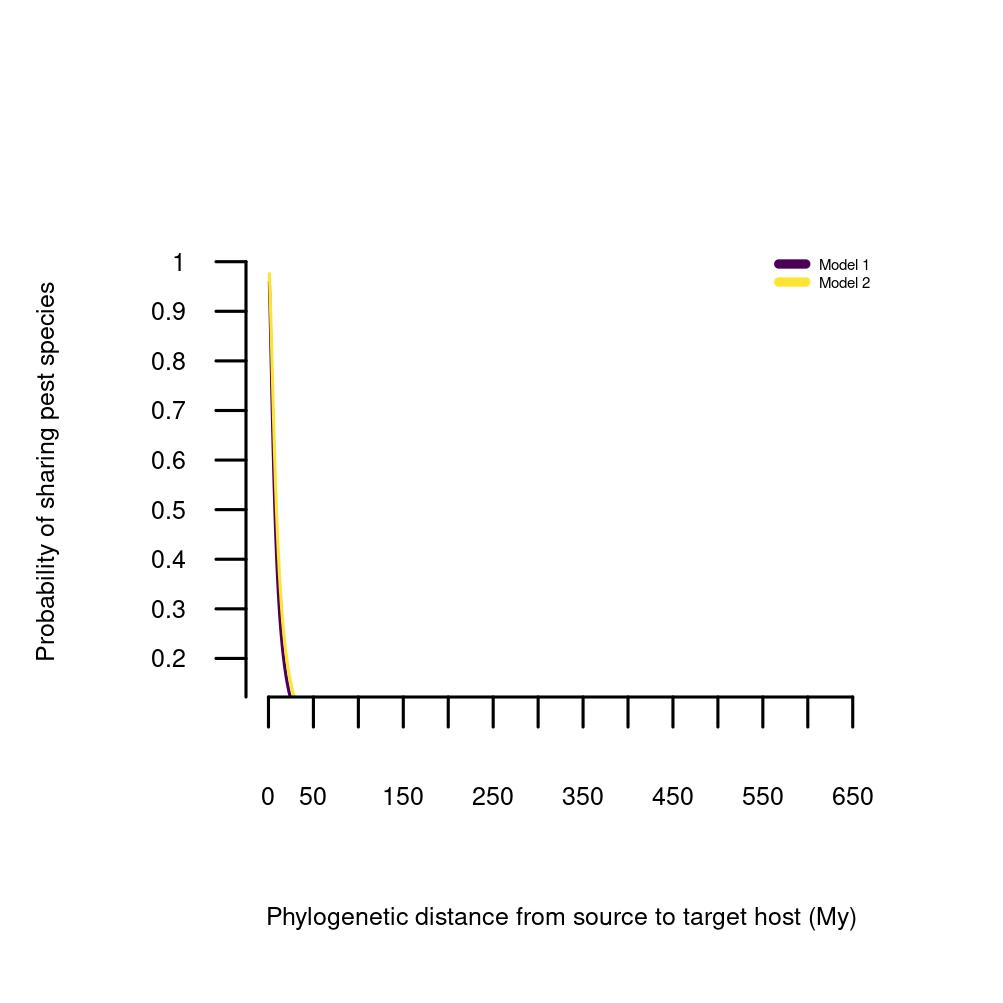 Probability of sharing pest species
1
0.9
0.8
0.7
0.6
0.5
0.4
0.3
0.2
Model 1
Model 2
0 50 150 250 350 450 550 650
Phylogenetic distance from source to target host (My)